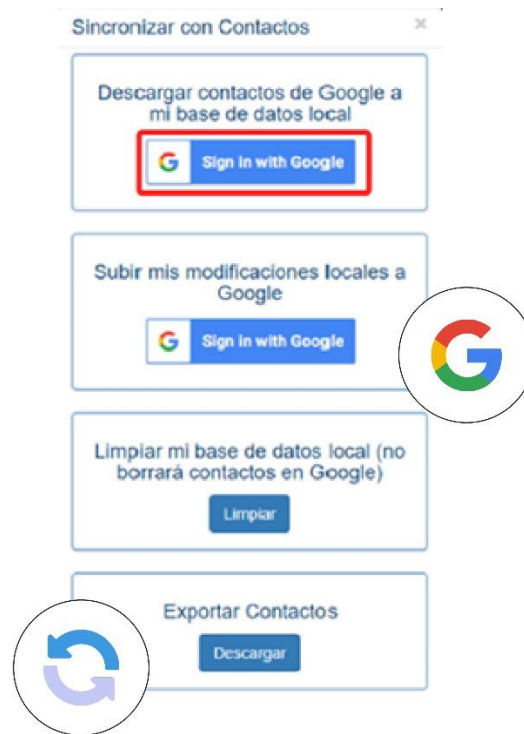 Sincronizar con Contactos ×
Descargar contactos de Google a
mi base de datos local
G Sign in with Google
Subir mis modificaciones locales a
Google
G Sign in with Google
G
Limpiar mi base de datos local (no
borrará contactos en Google)
Limpiar
Exportar Contactos
Descargar